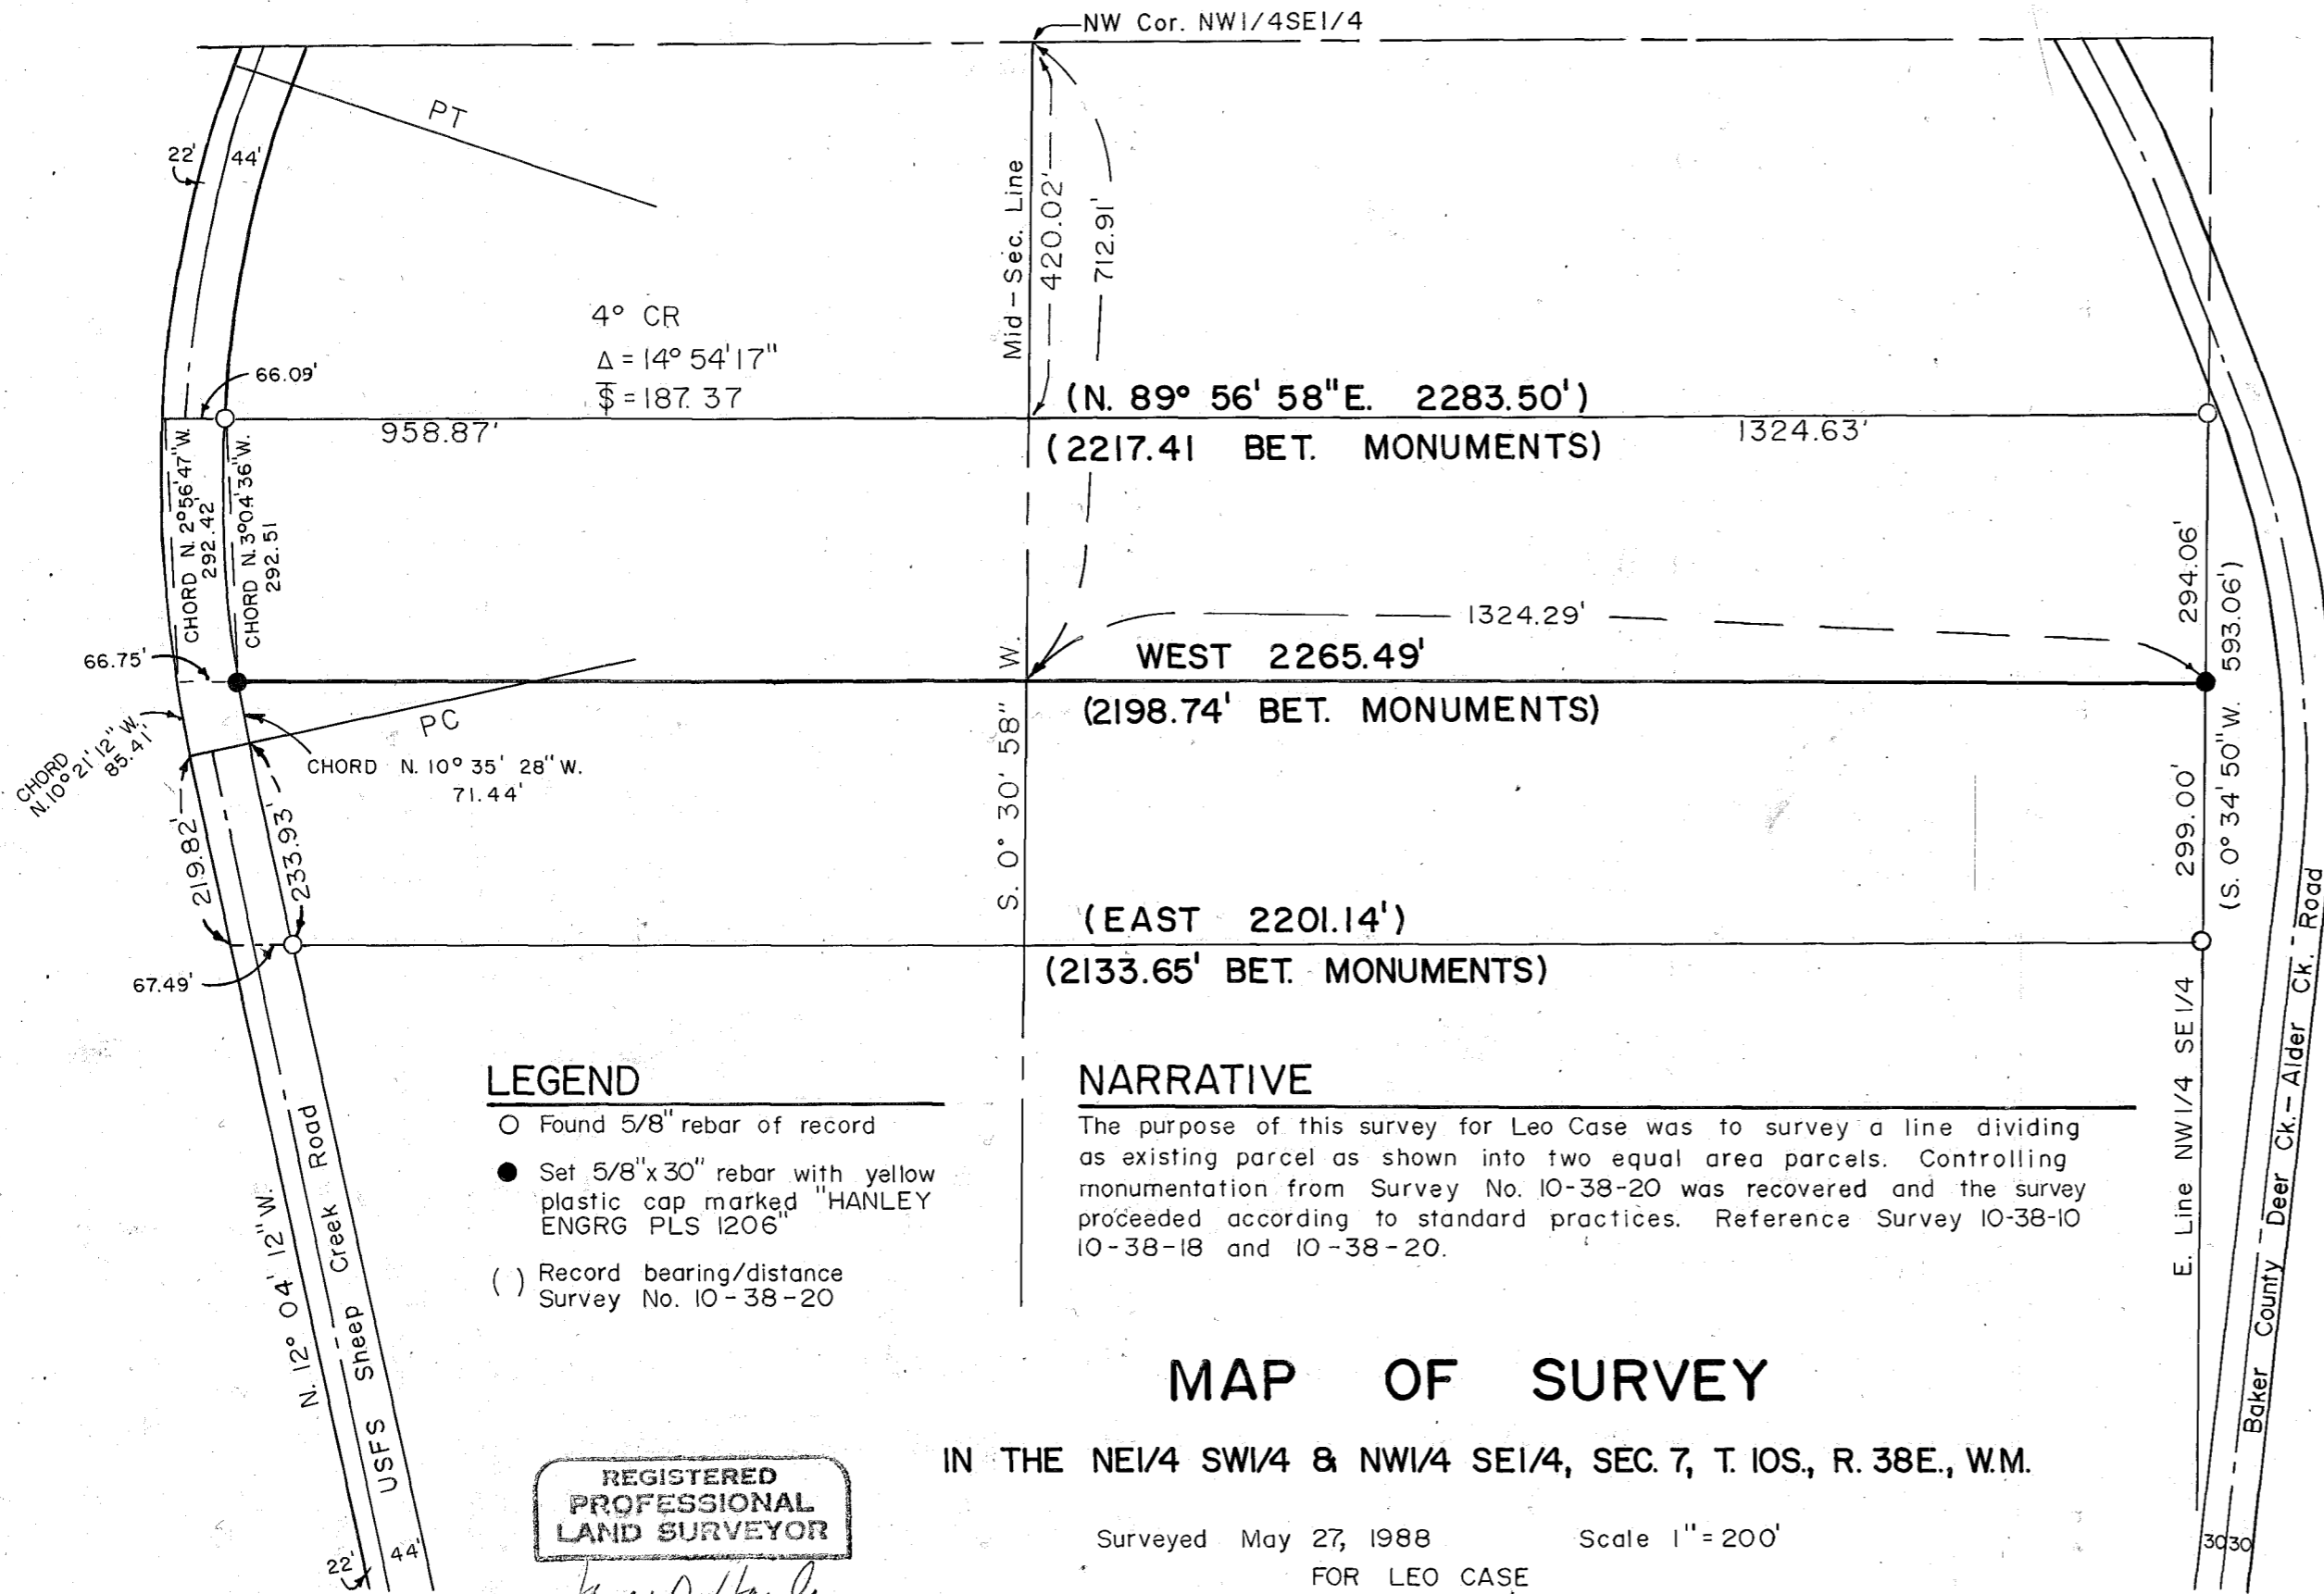 NW Cor. NW1/4SE1/4
PT
22'
44'
Mid-Sec. Line
420.02'
712.91'
4° CR
Δ = 14° 54' 17"
S = 187.37
66.09'
(N. 89° 56' 58"E. 2283.50')
958.87'
(2217.41 BET. MONUMENTS)
1324.63'
CHORD N. 2°56'47"W.
292.42'
CHORD N. 3°04'36"W.
292.51
294.06'
(S. 0° 34' 50"W. 593.06')
1324.29'
66.75'
WEST 2265.49'
(2198.74' BET. MONUMENTS)
S. 0° 30' 58" W.
PC
CHORD
N. 10° 21' 12" W.
85.41'
CHORD N. 10° 35' 28" W.
71.44'
219.82'
233.93'
299.00'
(EAST 2201.14')
(2133.65' BET. MONUMENTS)
67.49'
E. Line NW1/4 SE1/4
Baker County Deer Ck.-Alder Ck. Road
N. 12° 04' 12" W.
USFS Sheep Creek Road
LEGEND
Found 5/8" rebar of record
Set 5/8"x30" rebar with yellow
plastic cap marked "HANLEY
ENGRG PLS 1206"
( ) Record bearing/distance
Survey No. 10-38-20
NARRATIVE
The purpose of this survey for Leo Case was to survey a line dividing
as existing parcel as shown into two equal area parcels. Controlling
monumentation from Survey No. 10-38-20 was recovered and the survey
proceeded according to standard practices. Reference Survey 10-38-10
10-38-18 and 10-38-20.
MAP OF SURVEY
IN THE NE1/4 SW1/4 & NW1/4 SE1/4, SEC. 7, T. 10S., R. 38E., W.M.
REGISTERED
PROFESSIONAL
LAND SURVEYOR
Surveyed May 27, 1988 Scale 1" = 200'
FOR LEO CASE
22'
44'
30 30